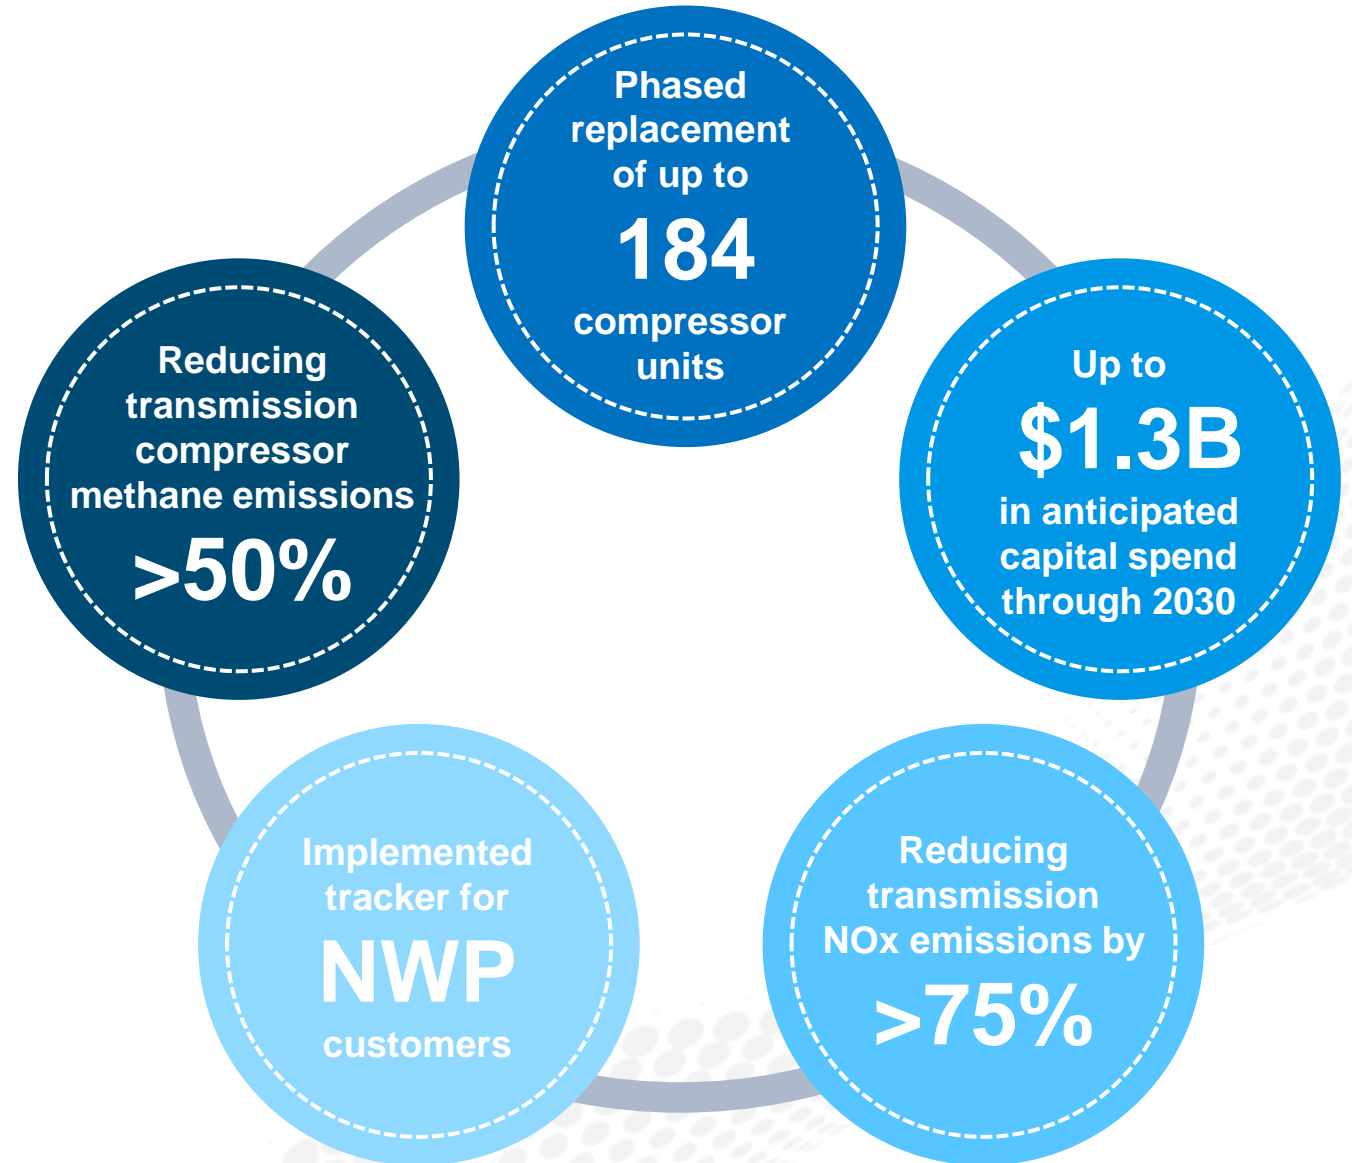 Phased
replacement
of up to
184
compressor
units
Up to
$1.3B
in anticipated
capital spend
through 2030
Reducing
transmission
NOx emissions by
>75%
Implemented
tracker for
NWP
customers
Reducing
transmission
compressor
methane emissions
>50%